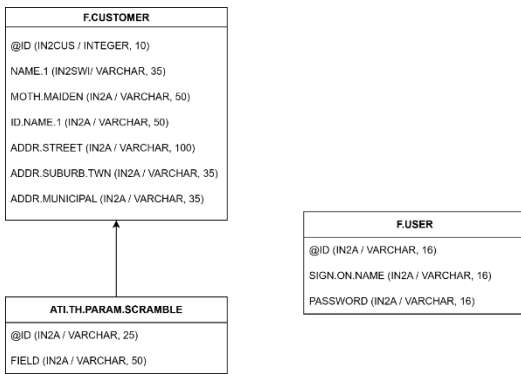 F.CUSTOMER
@ID (IN2CUS / INTEGER, 10)
NAME.1 (IN2SWI/ VARCHAR, 35)
MOTH.MAIDEN (IN2A / VARCHAR, 50)
ID.NAME.1 (IN2A / VARCHAR, 50)
ADDR.STREET (IN2A / VARCHAR, 100)
ADDR.SUBURB.TWN (IN2A / VARCHAR, 35)
ADDR.MUNICIPAL (IN2A / VARCHAR, 35)
F.USER
@ID (IN2A / VARCHAR, 16)
SIGN.ON.NAME (IN2A / VARCHAR, 16)
PASSWORD (IN2A / VARCHAR, 16)
ATI.TH.PARAM.SCRAMBLE
@ID (IN2A / VARCHAR, 25)
FIELD (IN2A / VARCHAR, 50)